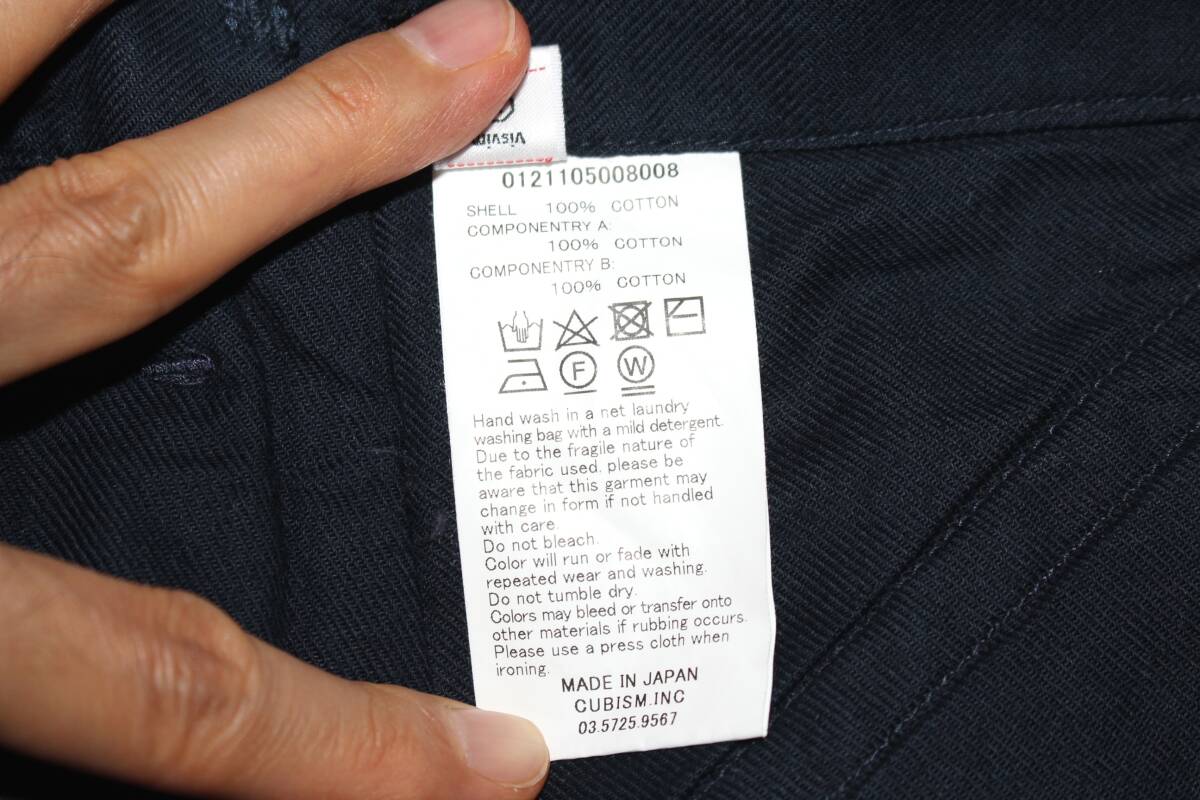 visvim
0121105008008
SHELL 100% COTTON
COMPONENTRY A:
100% COTTON
COMPONENTRY B:
100% COTTON
F W
Hand wash in a net laundry
washing bag with a mild detergent.
Due to the fragile nature of
the fabric used. please be
aware that this garment may
change in form if not handled
with care.
Do not bleach.
Color will run or fade with
repeated wear and washing.
Do not tumble dry.
Colors may bleed or transfer onto
other materials if rubbing occurs.
Please use a press cloth when
ironing.
MADE IN JAPAN
CUBISM.INC
03.5725.9567